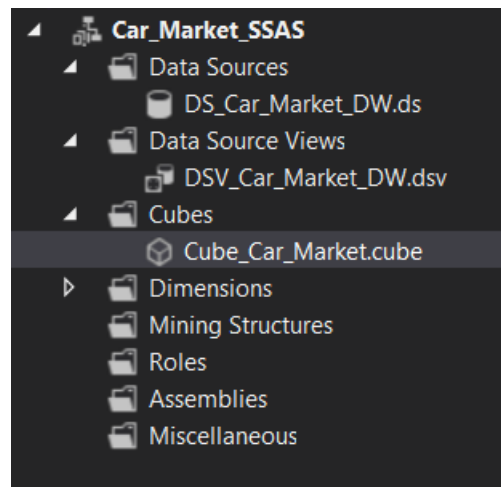 Car_Market_SSAS
Data Sources
DS_Car_Market_DW.ds
Data Source Views
DSV_Car_Market_DW.dsv
Cubes
Cube_Car_Market.cube
Dimensions
Mining Structures
Roles
Assemblies
Miscellaneous